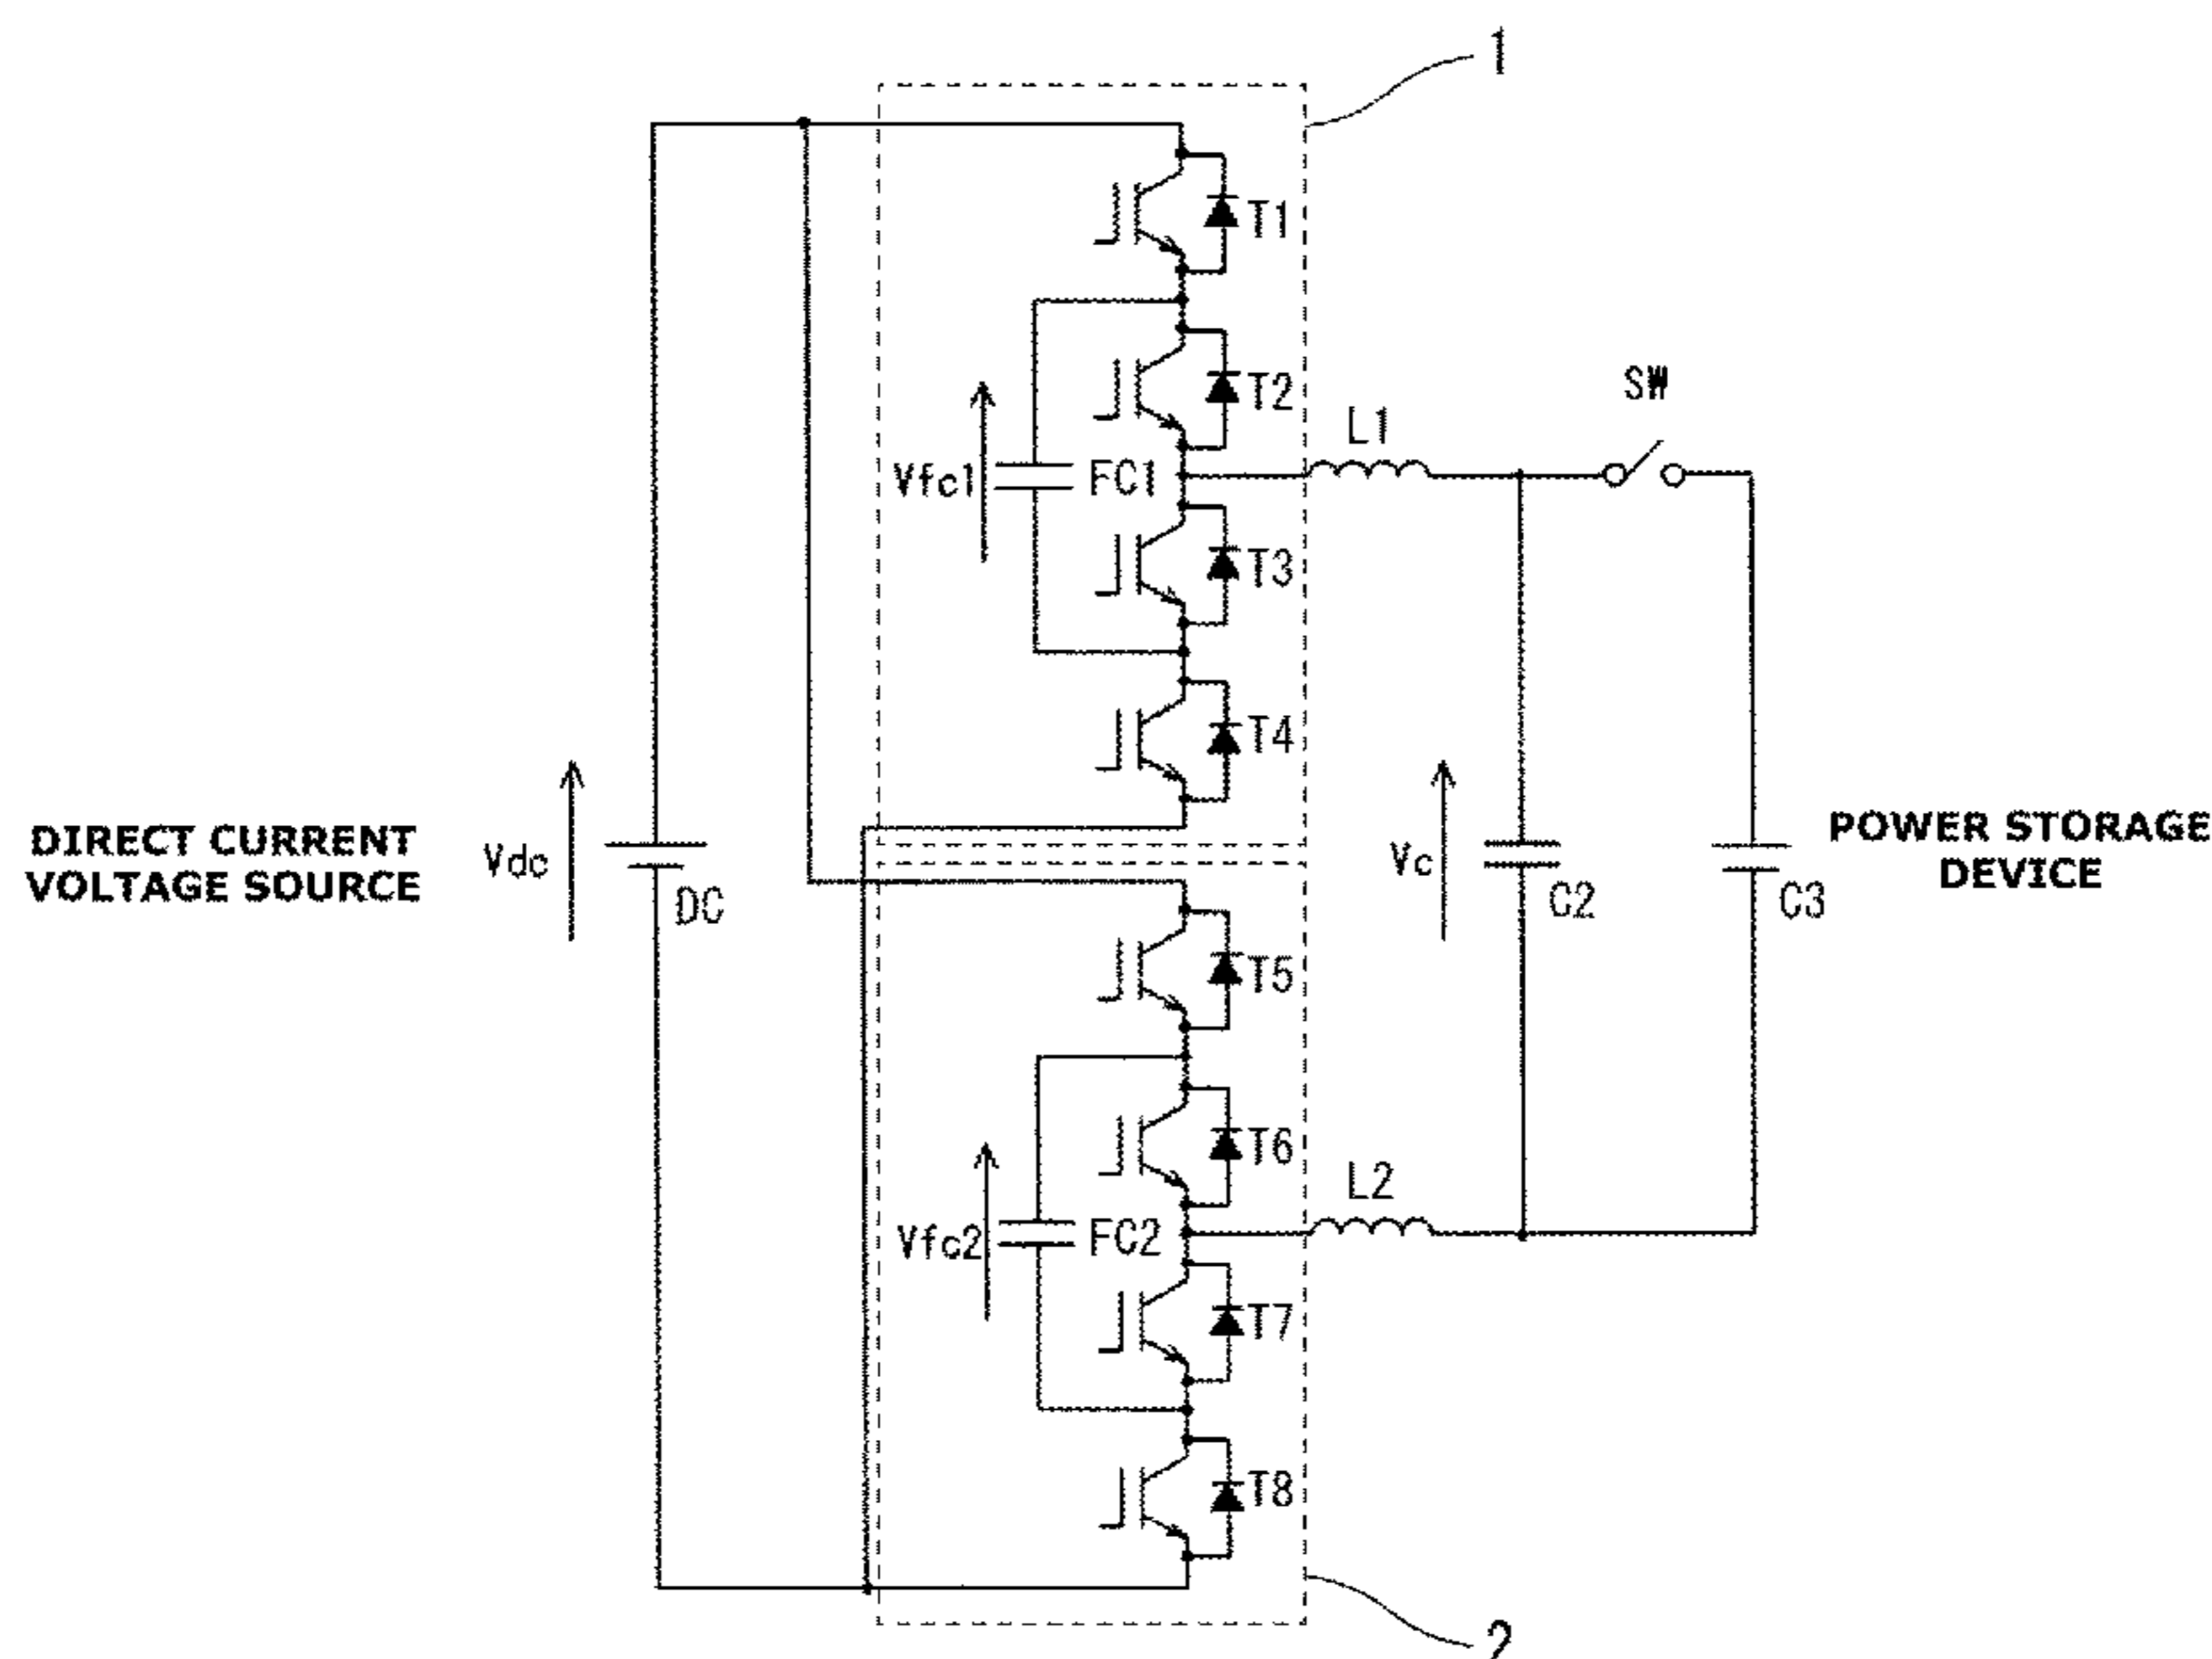 1
T1
T2
SW
L1
Vfc1
FC1
T3
T4
DIRECT CURRENT
VOLTAGE SOURCE
Vdc
DC
Vc
C2
C3
POWER STORAGE
DEVICE
T5
T6
L2
Vfc2
FC2
T7
T8
2